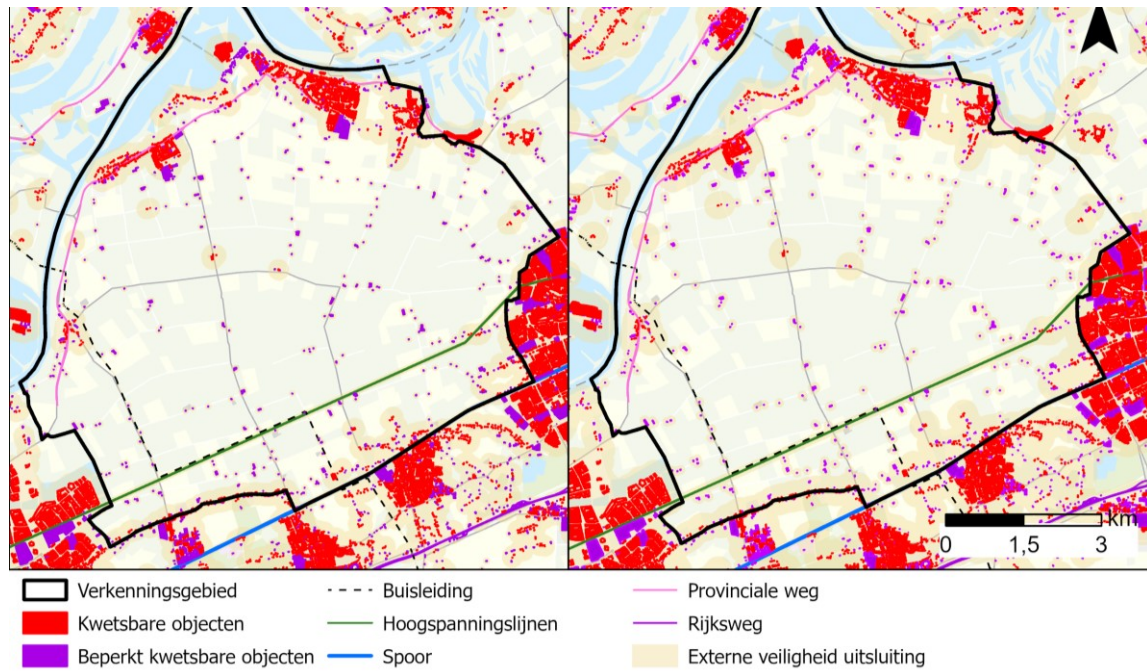 km
0 1,5 3
Verkenningsgebied
Kwetsbare objecten
Beperkt kwetsbare objecten
Buisleiding
Hoogspanningslijnen
Spoor
Provinciale weg
Rijksweg
Externe veiligheid uitsluiting